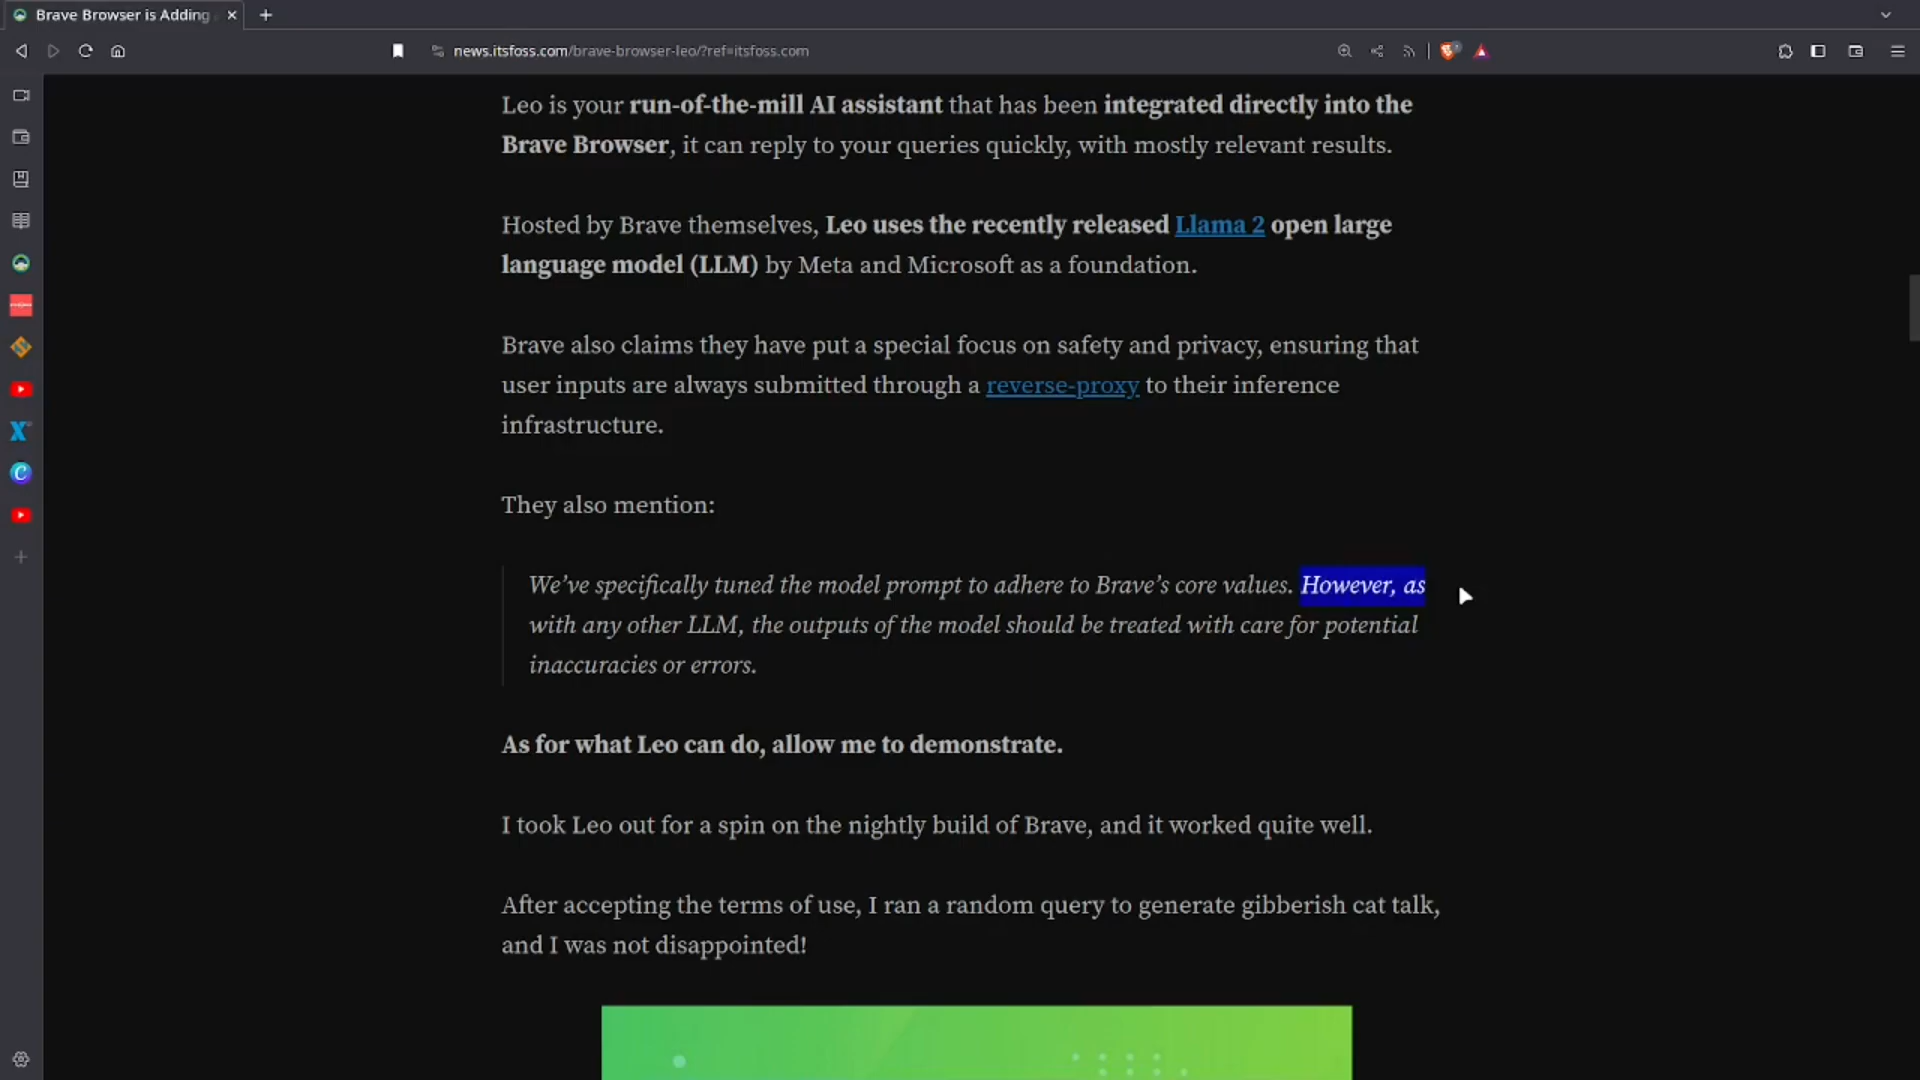 Brave Browser is Adding
news.itsfoss.com/brave-browser-leo/?ref=itsfoss.com
Leo is your run-of-the-mill AI assistant that has been integrated directly into the
Brave Browser, it can reply to your queries quickly, with mostly relevant results.
Hosted by Brave themselves, Leo uses the recently released Llama 2 open large
language model (LLM) by Meta and Microsoft as a foundation.
Brave also claims they have put a special focus on safety and privacy, ensuring that
user inputs are always submitted through a reverse-proxy to their inference
infrastructure.
They also mention:
We’ve specifically tuned the model prompt to adhere to Brave’s core values. However, as
with any other LLM, the outputs of the model should be treated with care for potential
inaccuracies or errors.
As for what Leo can do, allow me to demonstrate.
I took Leo out for a spin on the nightly build of Brave, and it worked quite well.
After accepting the terms of use, I ran a random query to generate gibberish cat talk,
and I was not disappointed!